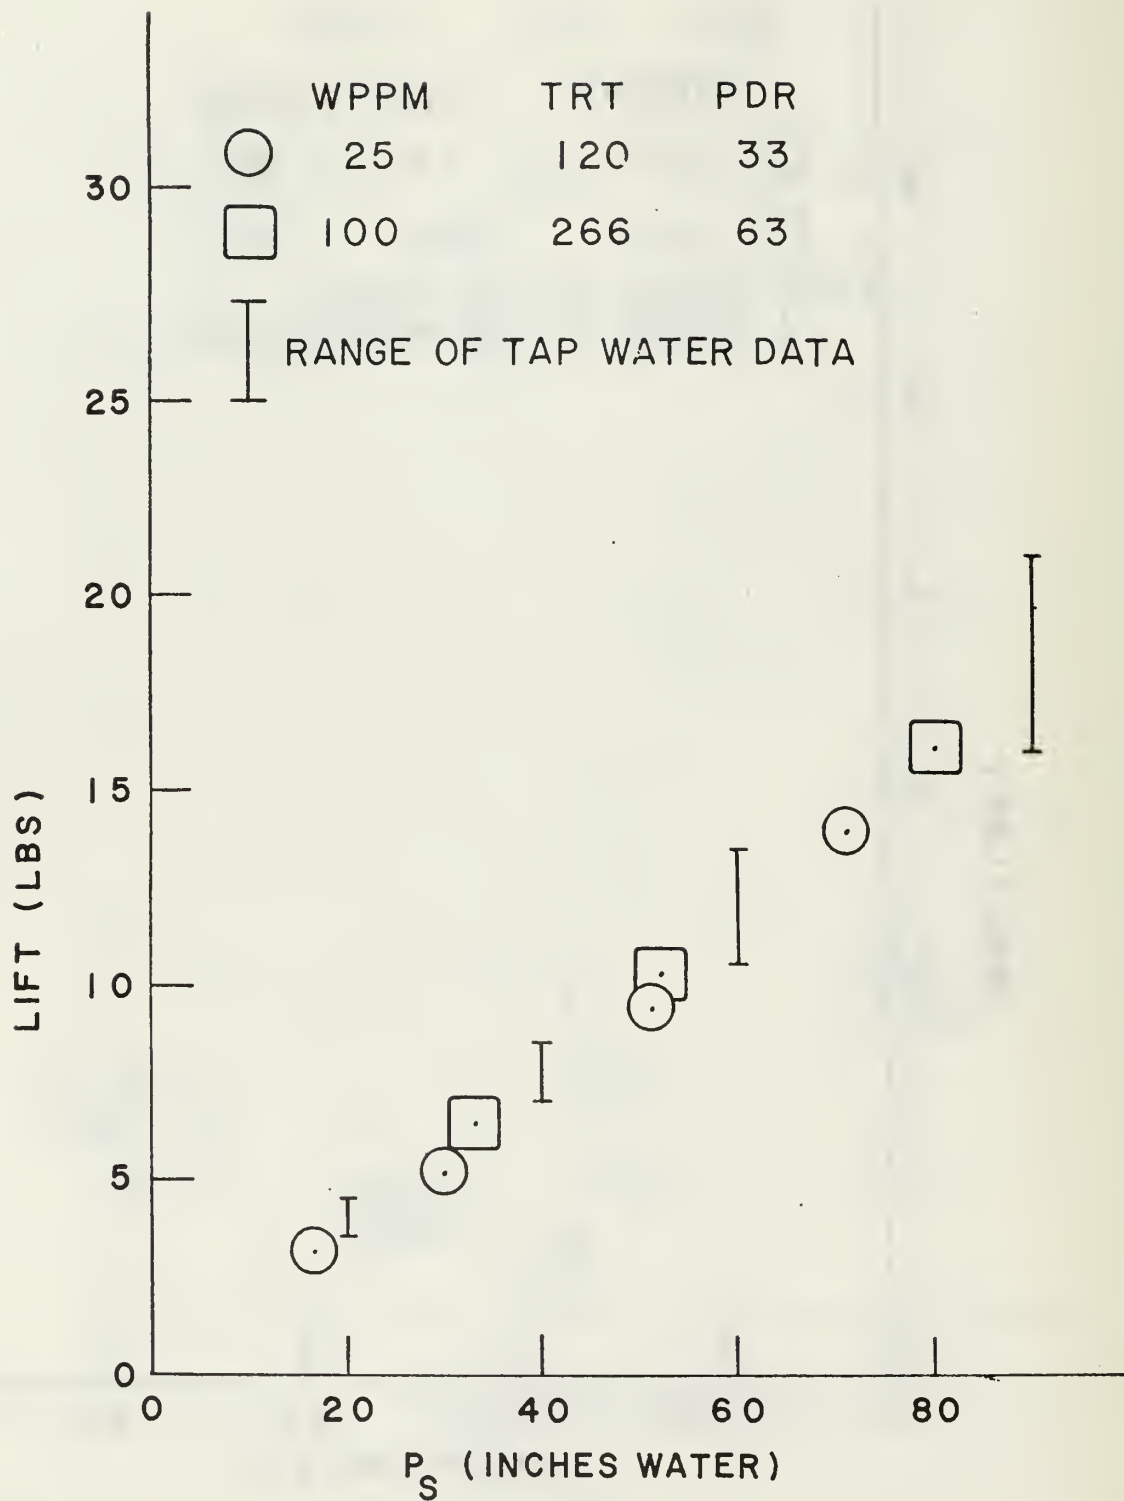 WPPM TRT PDR
25 120 33
30
100 266 63
RANGE OF TAP WATER DATA
25
20
15
10
5
0
0 20 40 60 80
LIFT (LBS)
PS (INCHES WATER)